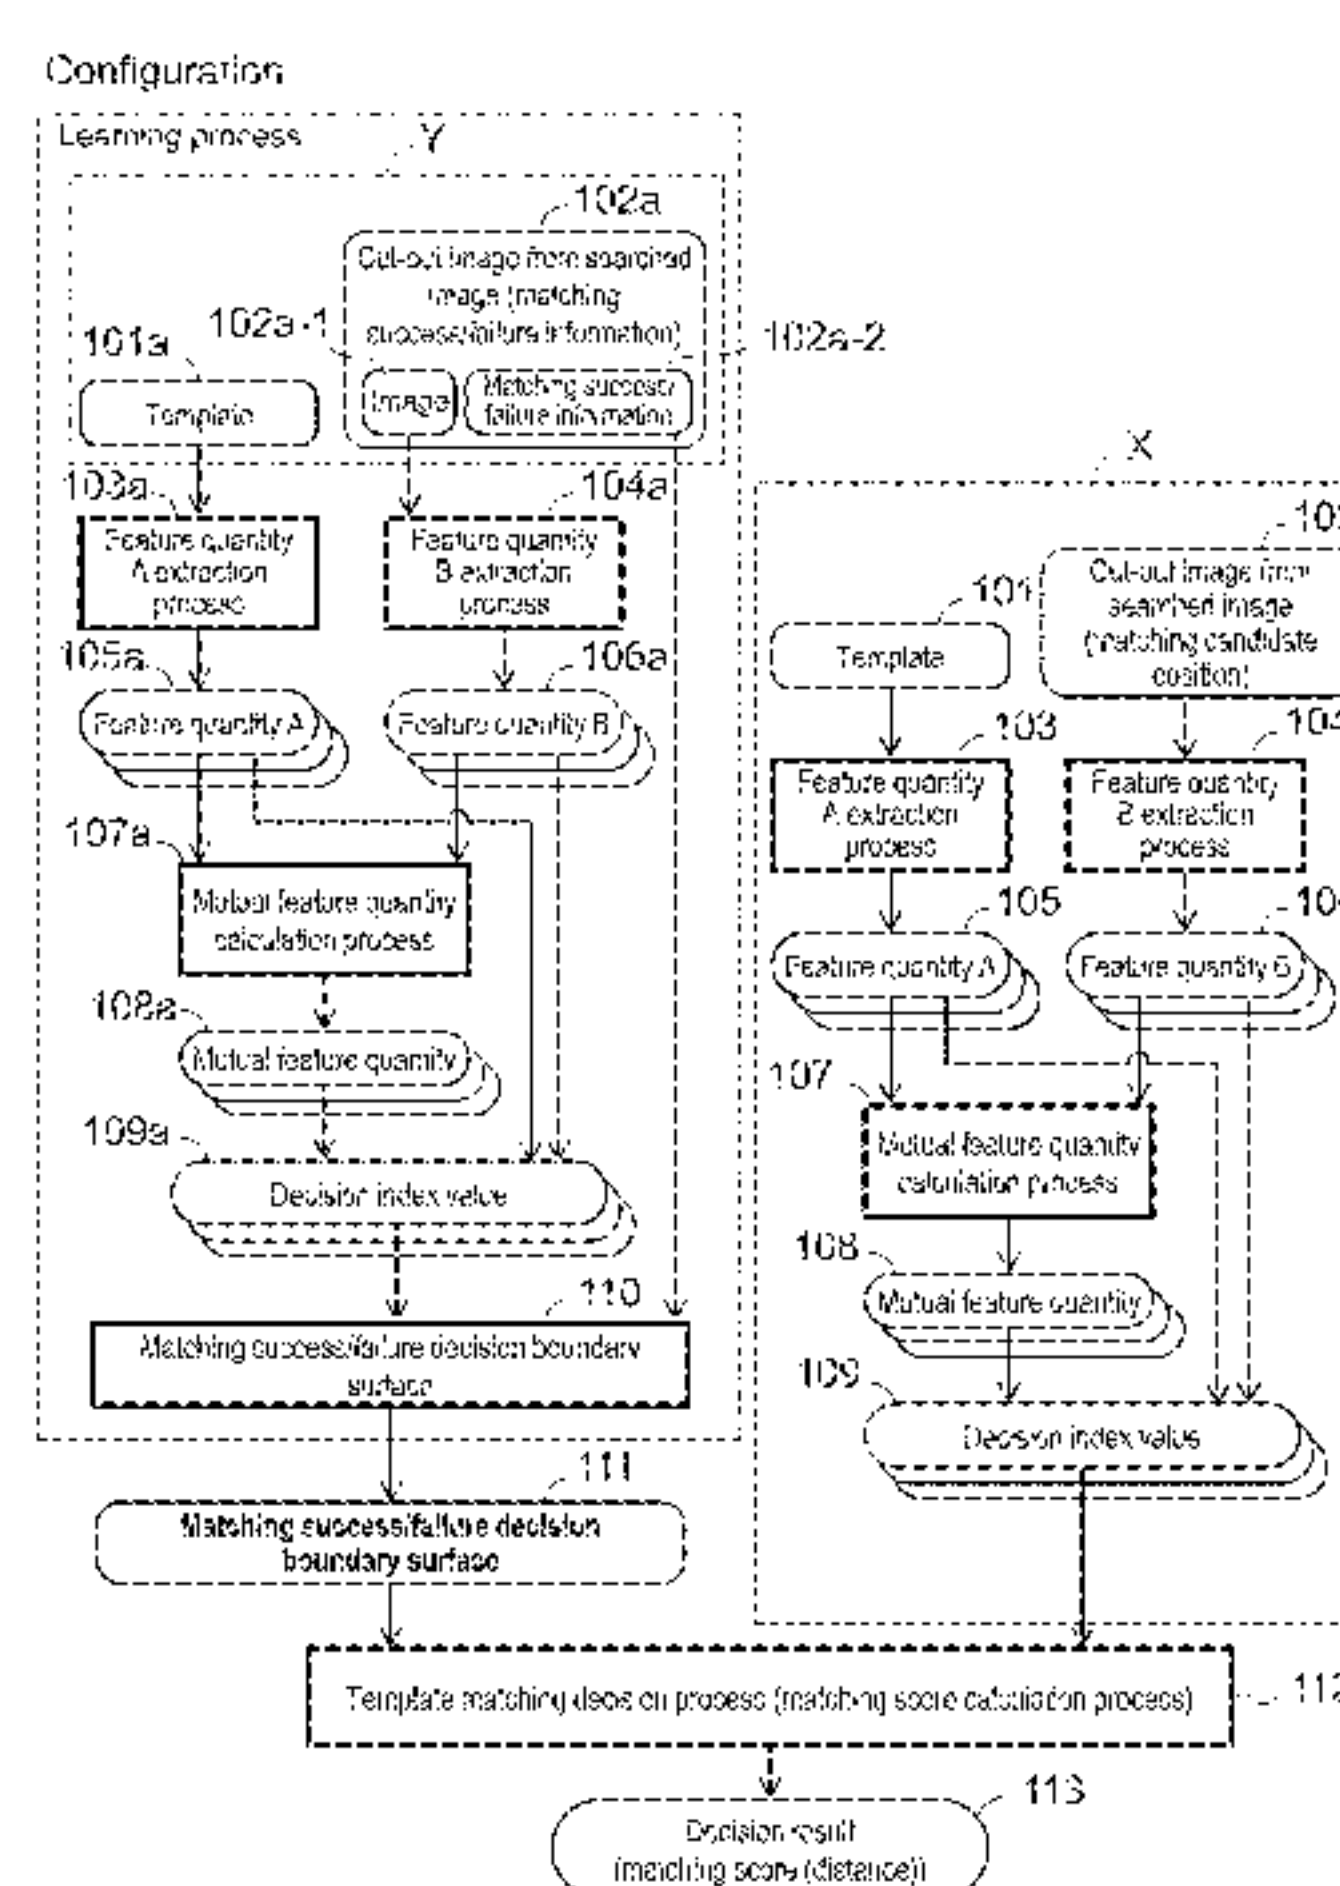 Configuration
Learning process
Y
102a
Cut-out image from searched
image (matching
success/failure information)
102a-1
102a-2
101a
Template
Image
Matching success/
failure information
103a
104a
Feature quantity
A extraction
process
Feature quantity
B extraction
process
105a
106a
Feature quantity A
Feature quantity B
107a
Mutual feature quantity
calculation process
108a
Mutual feature quantity
109a
Decision index value
110
Matching success/failure decision boundary
surface
111
Matching success/failure decision
boundary surface
X
101
Template
Cut-out image from
searched image
(matching candidate
position)
103
Feature quantity
A extraction
process
Feature quantity
B extraction
process
105
Feature quantity A
Feature quantity B
107
Mutual feature quantity
calculation process
108
Mutual feature quantity
109
Decision index value
Template matching decision process (matching score calculation process)
113
Decision result
(matching score (distance))